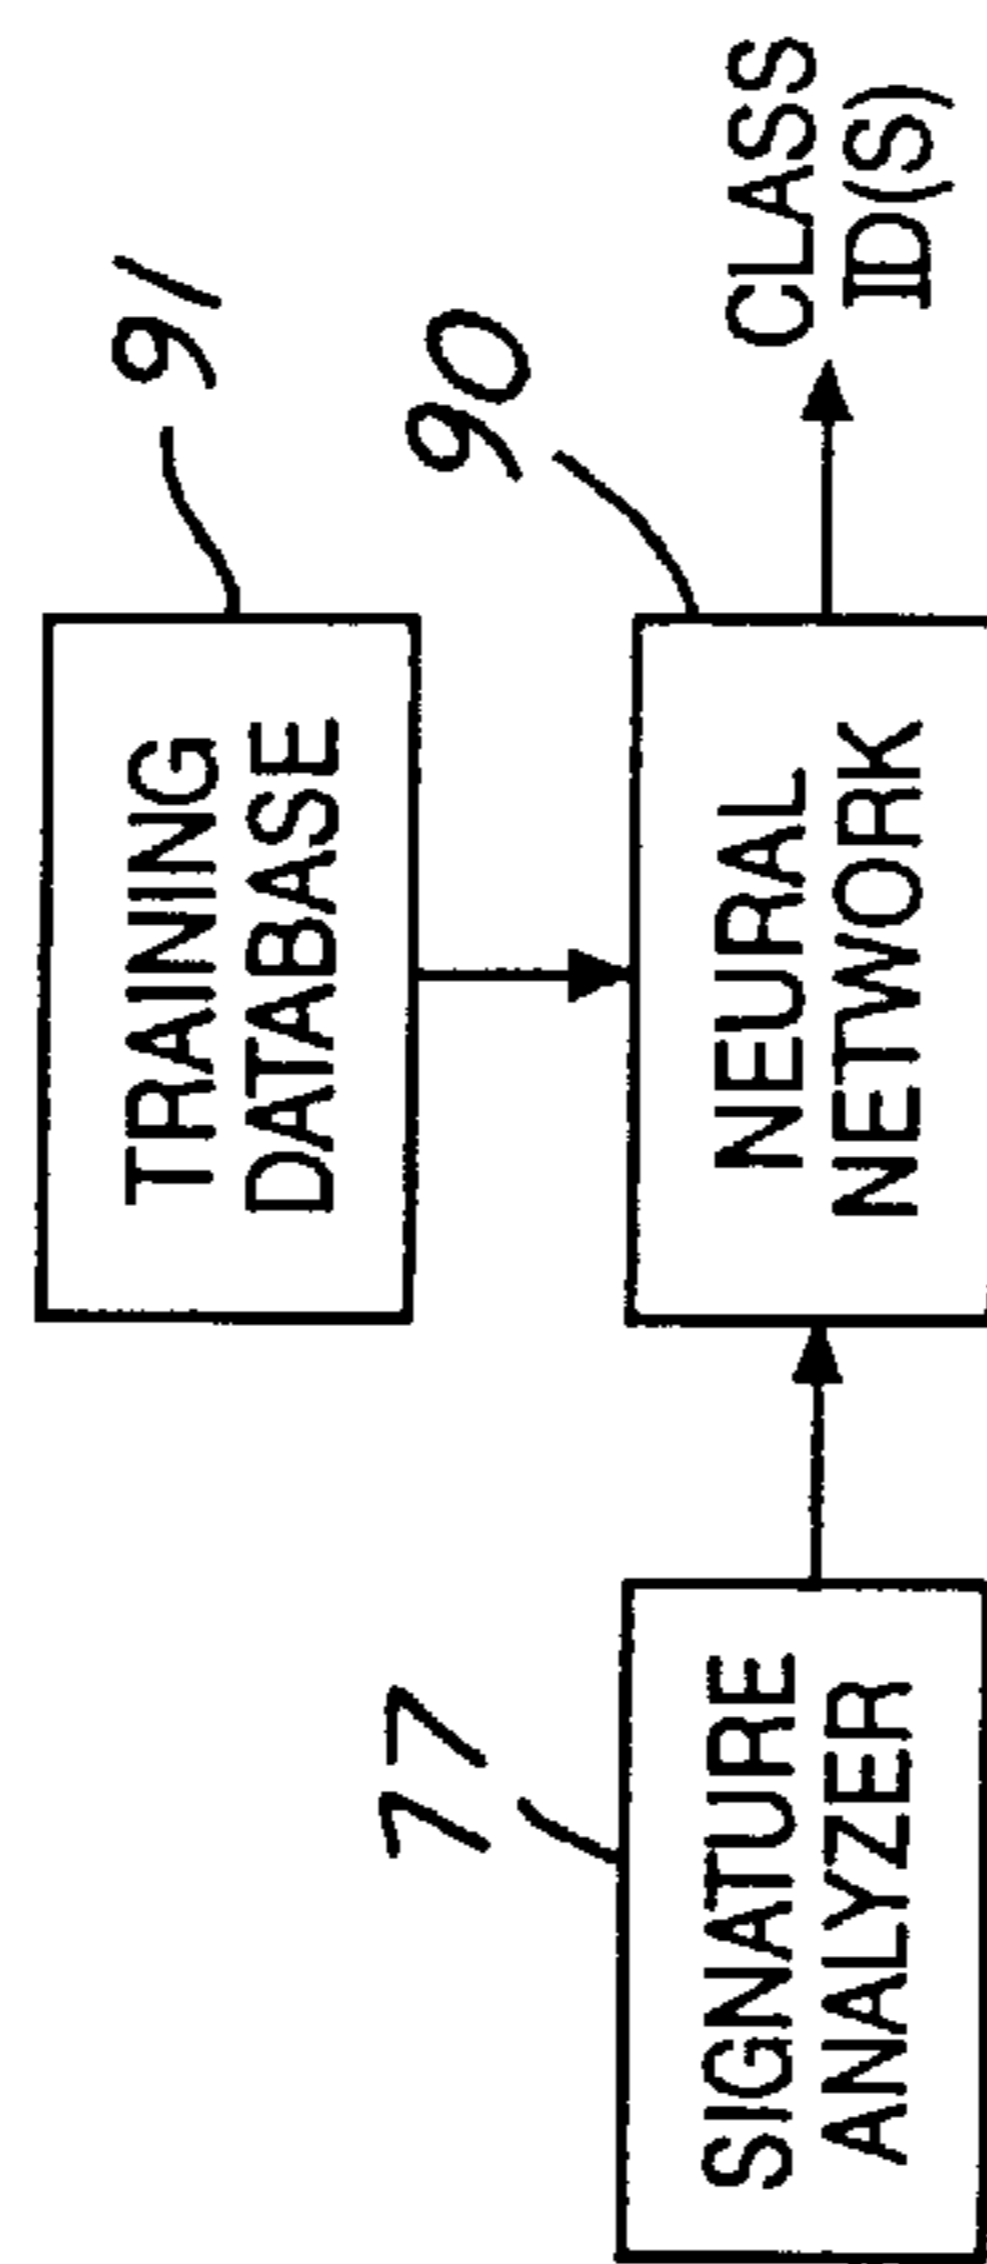 91
TRAINING
DATABASE
90
77
SIGNATURE
ANALYZER
NEURAL
NETWORK
CLASS
ID(S)